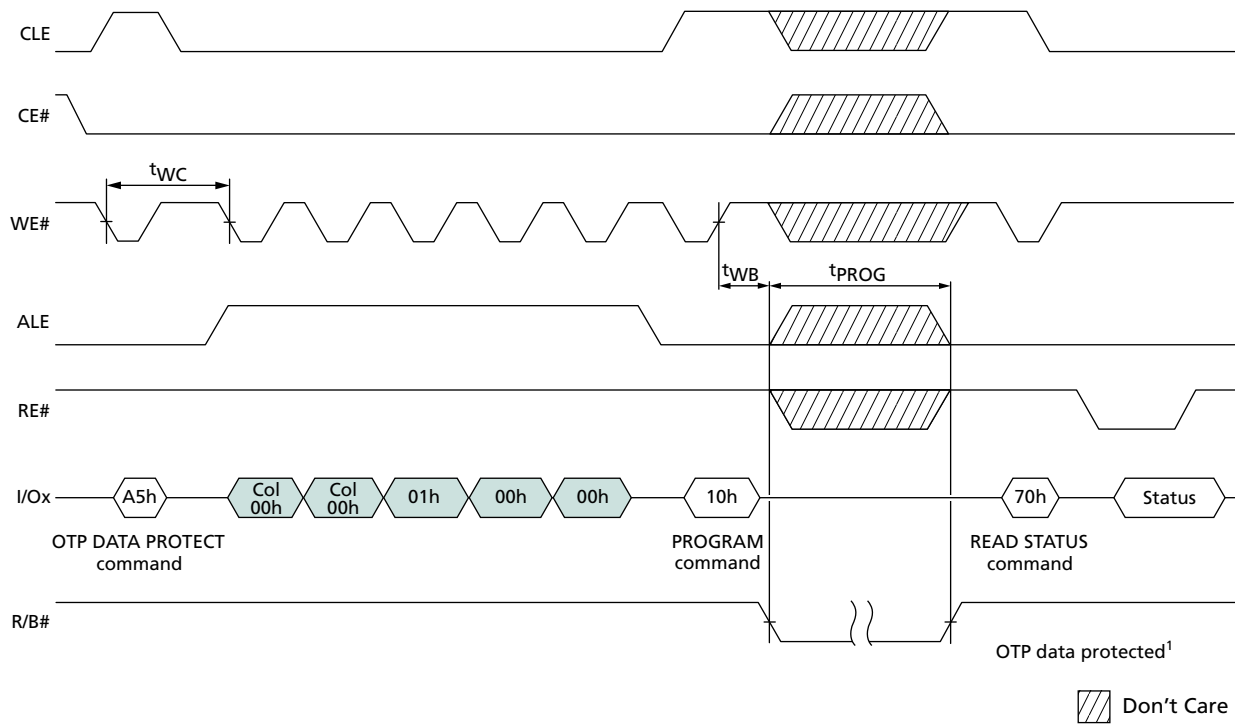 CLE
CE#
tWC
WE#
tWB
tPROG
ALE
RE#
I/Ox
A5h
Col
00h
Col
00h
01h
00h
00h
10h
70h
Status
OTP DATA PROTECT
command
PROGRAM
command
READ STATUS
command
R/B#
OTP data protected1
Don't Care